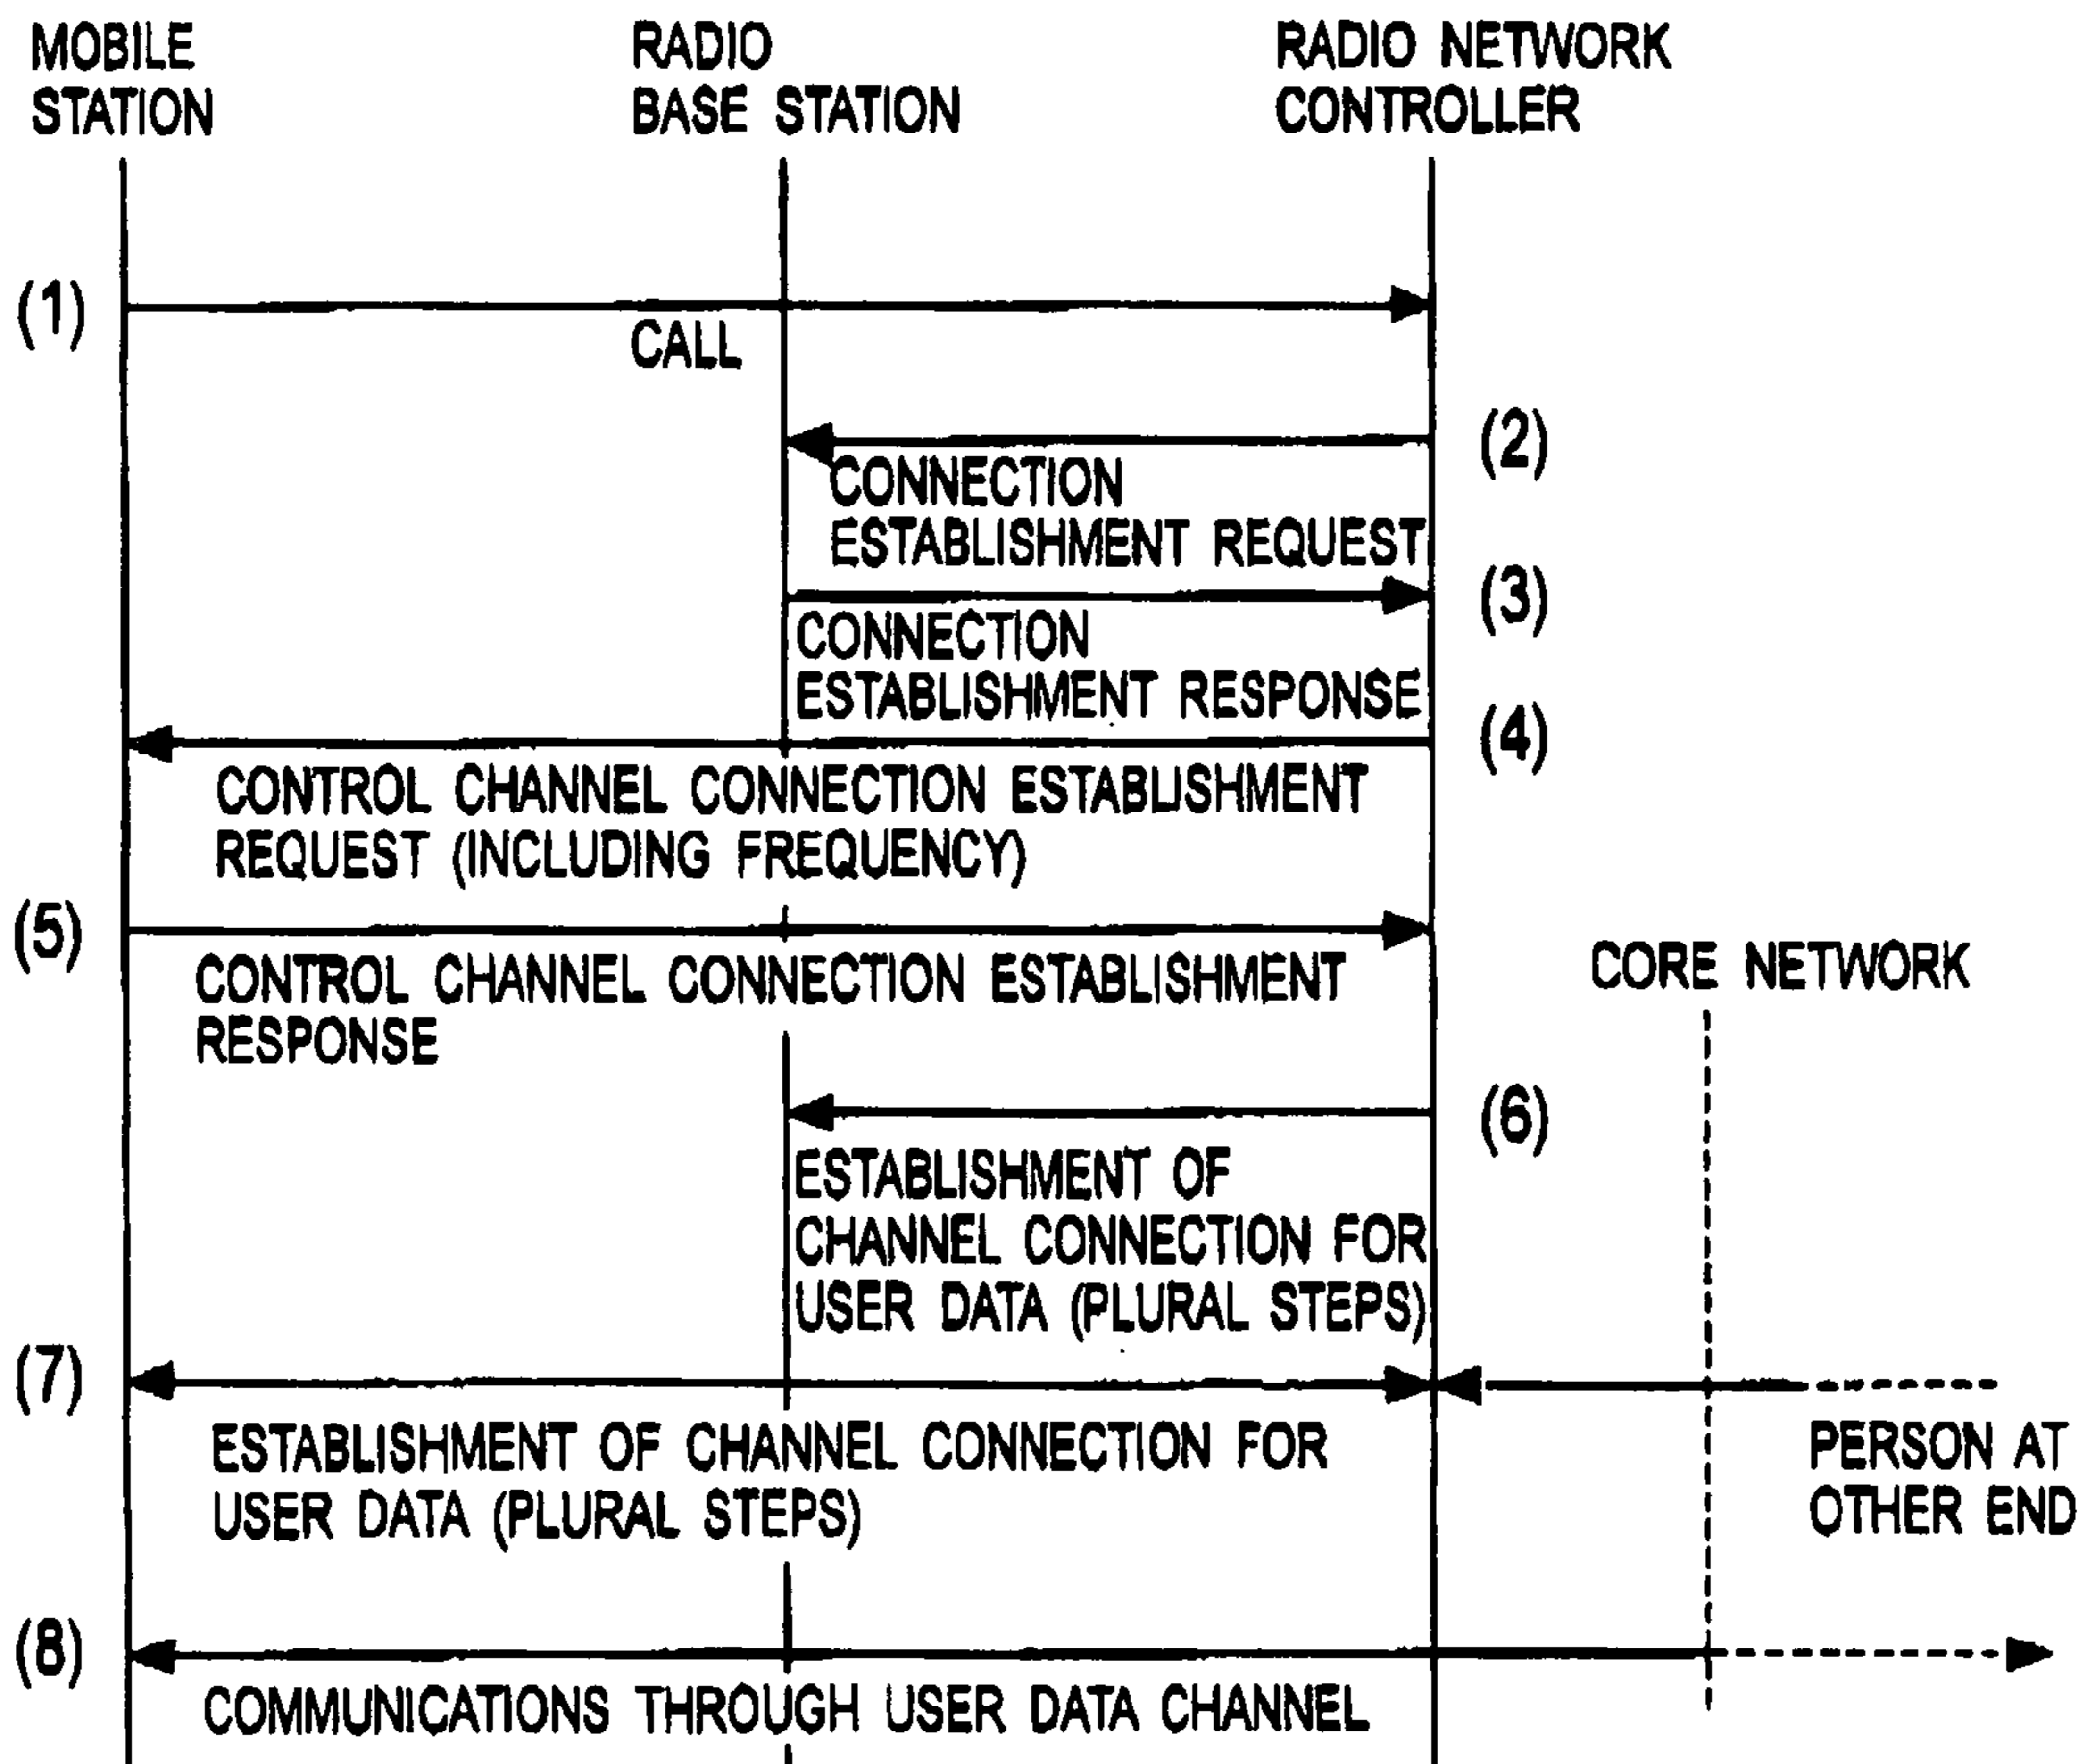 MOBILE
STATION
RADIO
BASE STATION
RADIO NETWORK
CONTROLLER
(1)
CALL
(2)
CONNECTION
ESTABLISHMENT REQUEST
(3)
CONNECTION
ESTABLISHMENT RESPONSE
(4)
CONTROL CHANNEL CONNECTION ESTABLISHMENT
REQUEST (INCLUDING FREQUENCY)
(5)
CONTROL CHANNEL CONNECTION ESTABLISHMENT
RESPONSE
CORE NETWORK
(6)
ESTABLISHMENT OF
CHANNEL CONNECTION FOR
USER DATA (PLURAL STEPS)
(7)
ESTABLISHMENT OF CHANNEL CONNECTION FOR
USER DATA (PLURAL STEPS)
PERSON AT
OTHER END
(8)
COMMUNICATIONS THROUGH USER DATA CHANNEL